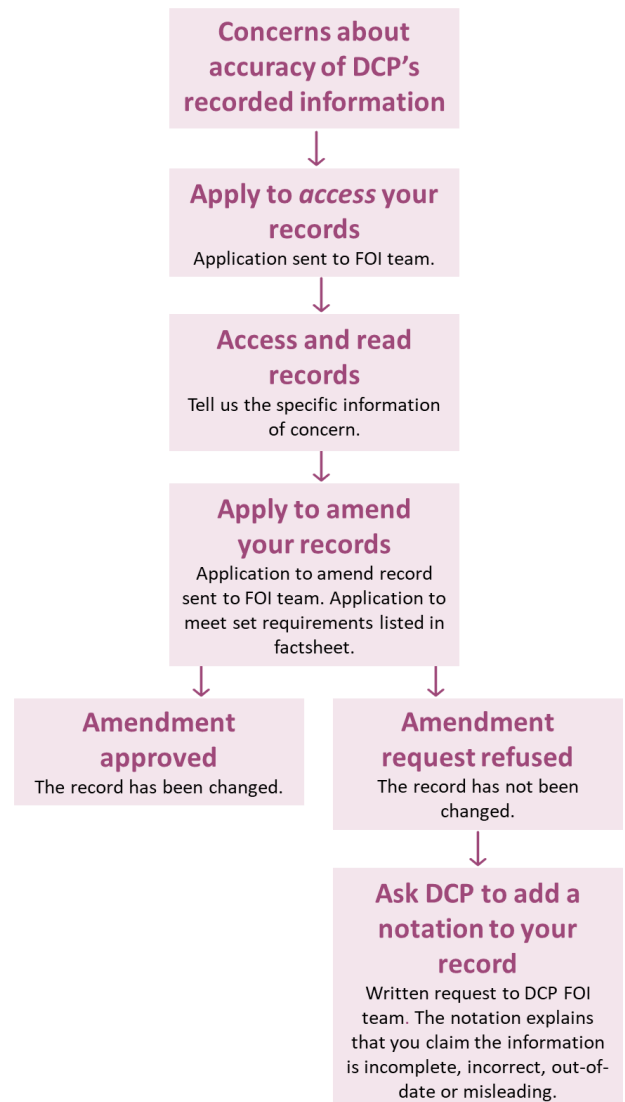 Concerns about
accuracy of DCP's
recorded information
Apply to access your
records
Application sent to FOI team.
Access and read
records
Tell us the specific information
of concern.
Apply to amend
your records
Application to amend record
sent to FOI team. Application to
meet set requirements listed in
factsheet.
Amendment
approved
The record has been changed.
Amendment
request refused
The record has not been
changed.
Ask DCP to add a
notation to your
record
Written request to DCP FOI
team. The notation explains
that you claim the information
is incomplete, incorrect, out-of-
date or misleading.